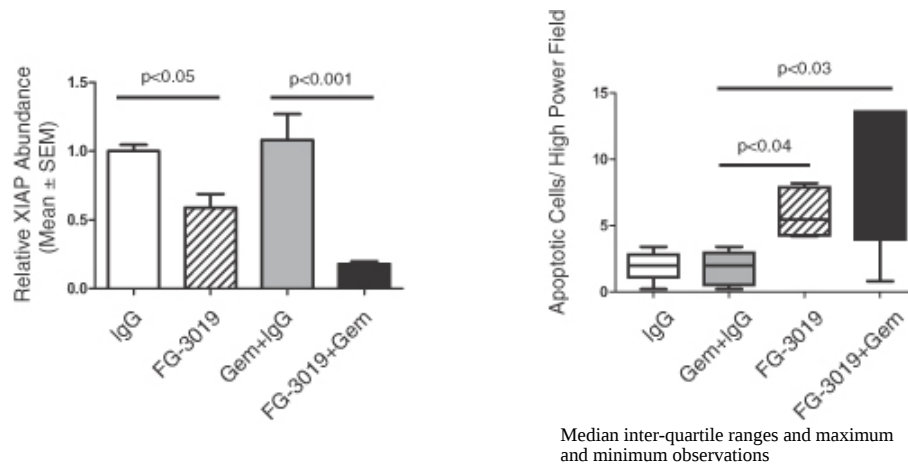 Relative XIAP Abundance
(Mean ± SEM)
1.5
1.0
0.5
0.0
p<0.05
p<0.001
IgG
FG-3019
Gem+IgG
FG-3019+Gem
Apoptotic Cells/ High Power Field
15
10
5
0
p<0.03
p<0.04
IgG
Gem+IgG
FG-3019
FG-3019+Gem
Median inter-quartile ranges and maximum
and minimum observations